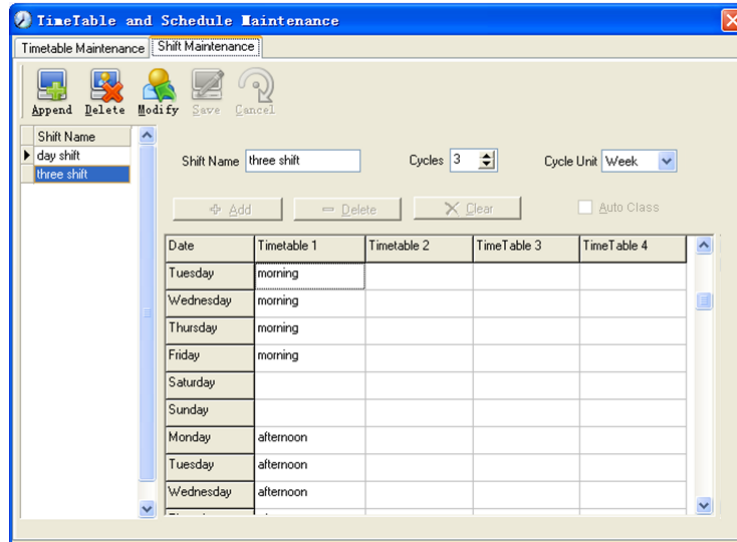 TimeTable and Schedule Maintenance
Timetable Maintenance Shift Maintenance
Append Delete Modify Save Cancel
Shift Name
day shift
three shift
Shift Name three shift Cycles 3 Cycle Unit Week
Add Delete Clear Auto Class
Date Timetable 1 Timetable 2 TimeTable 3 TimeTable 4
Tuesday morning
Wednesday morning
Thursday morning
Friday morning
Saturday
Sunday
Monday afternoon
Tuesday afternoon
Wednesday afternoon